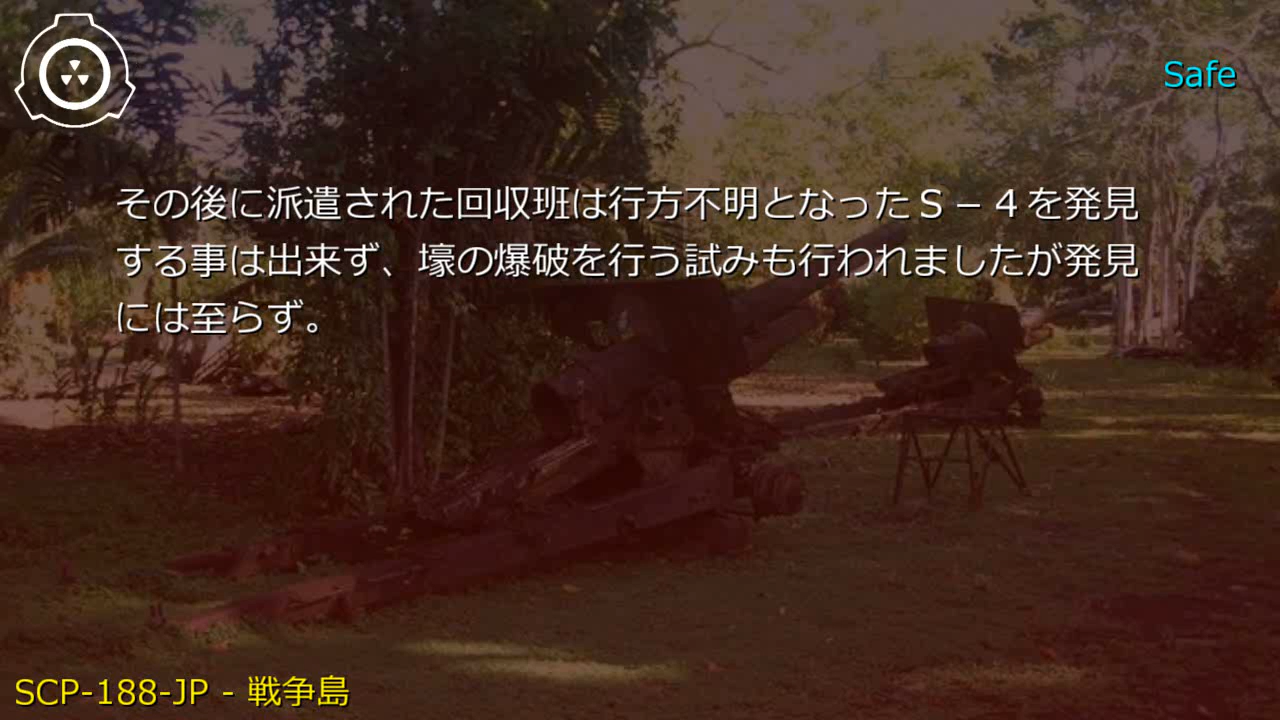 Safe
その後に派遣された回収班は行方不明となったＳ－４を発見
する事は出来ず、壕の爆破を行う試みも行われましたが発見
には至らず。
SCP-188-JP - 戦争島